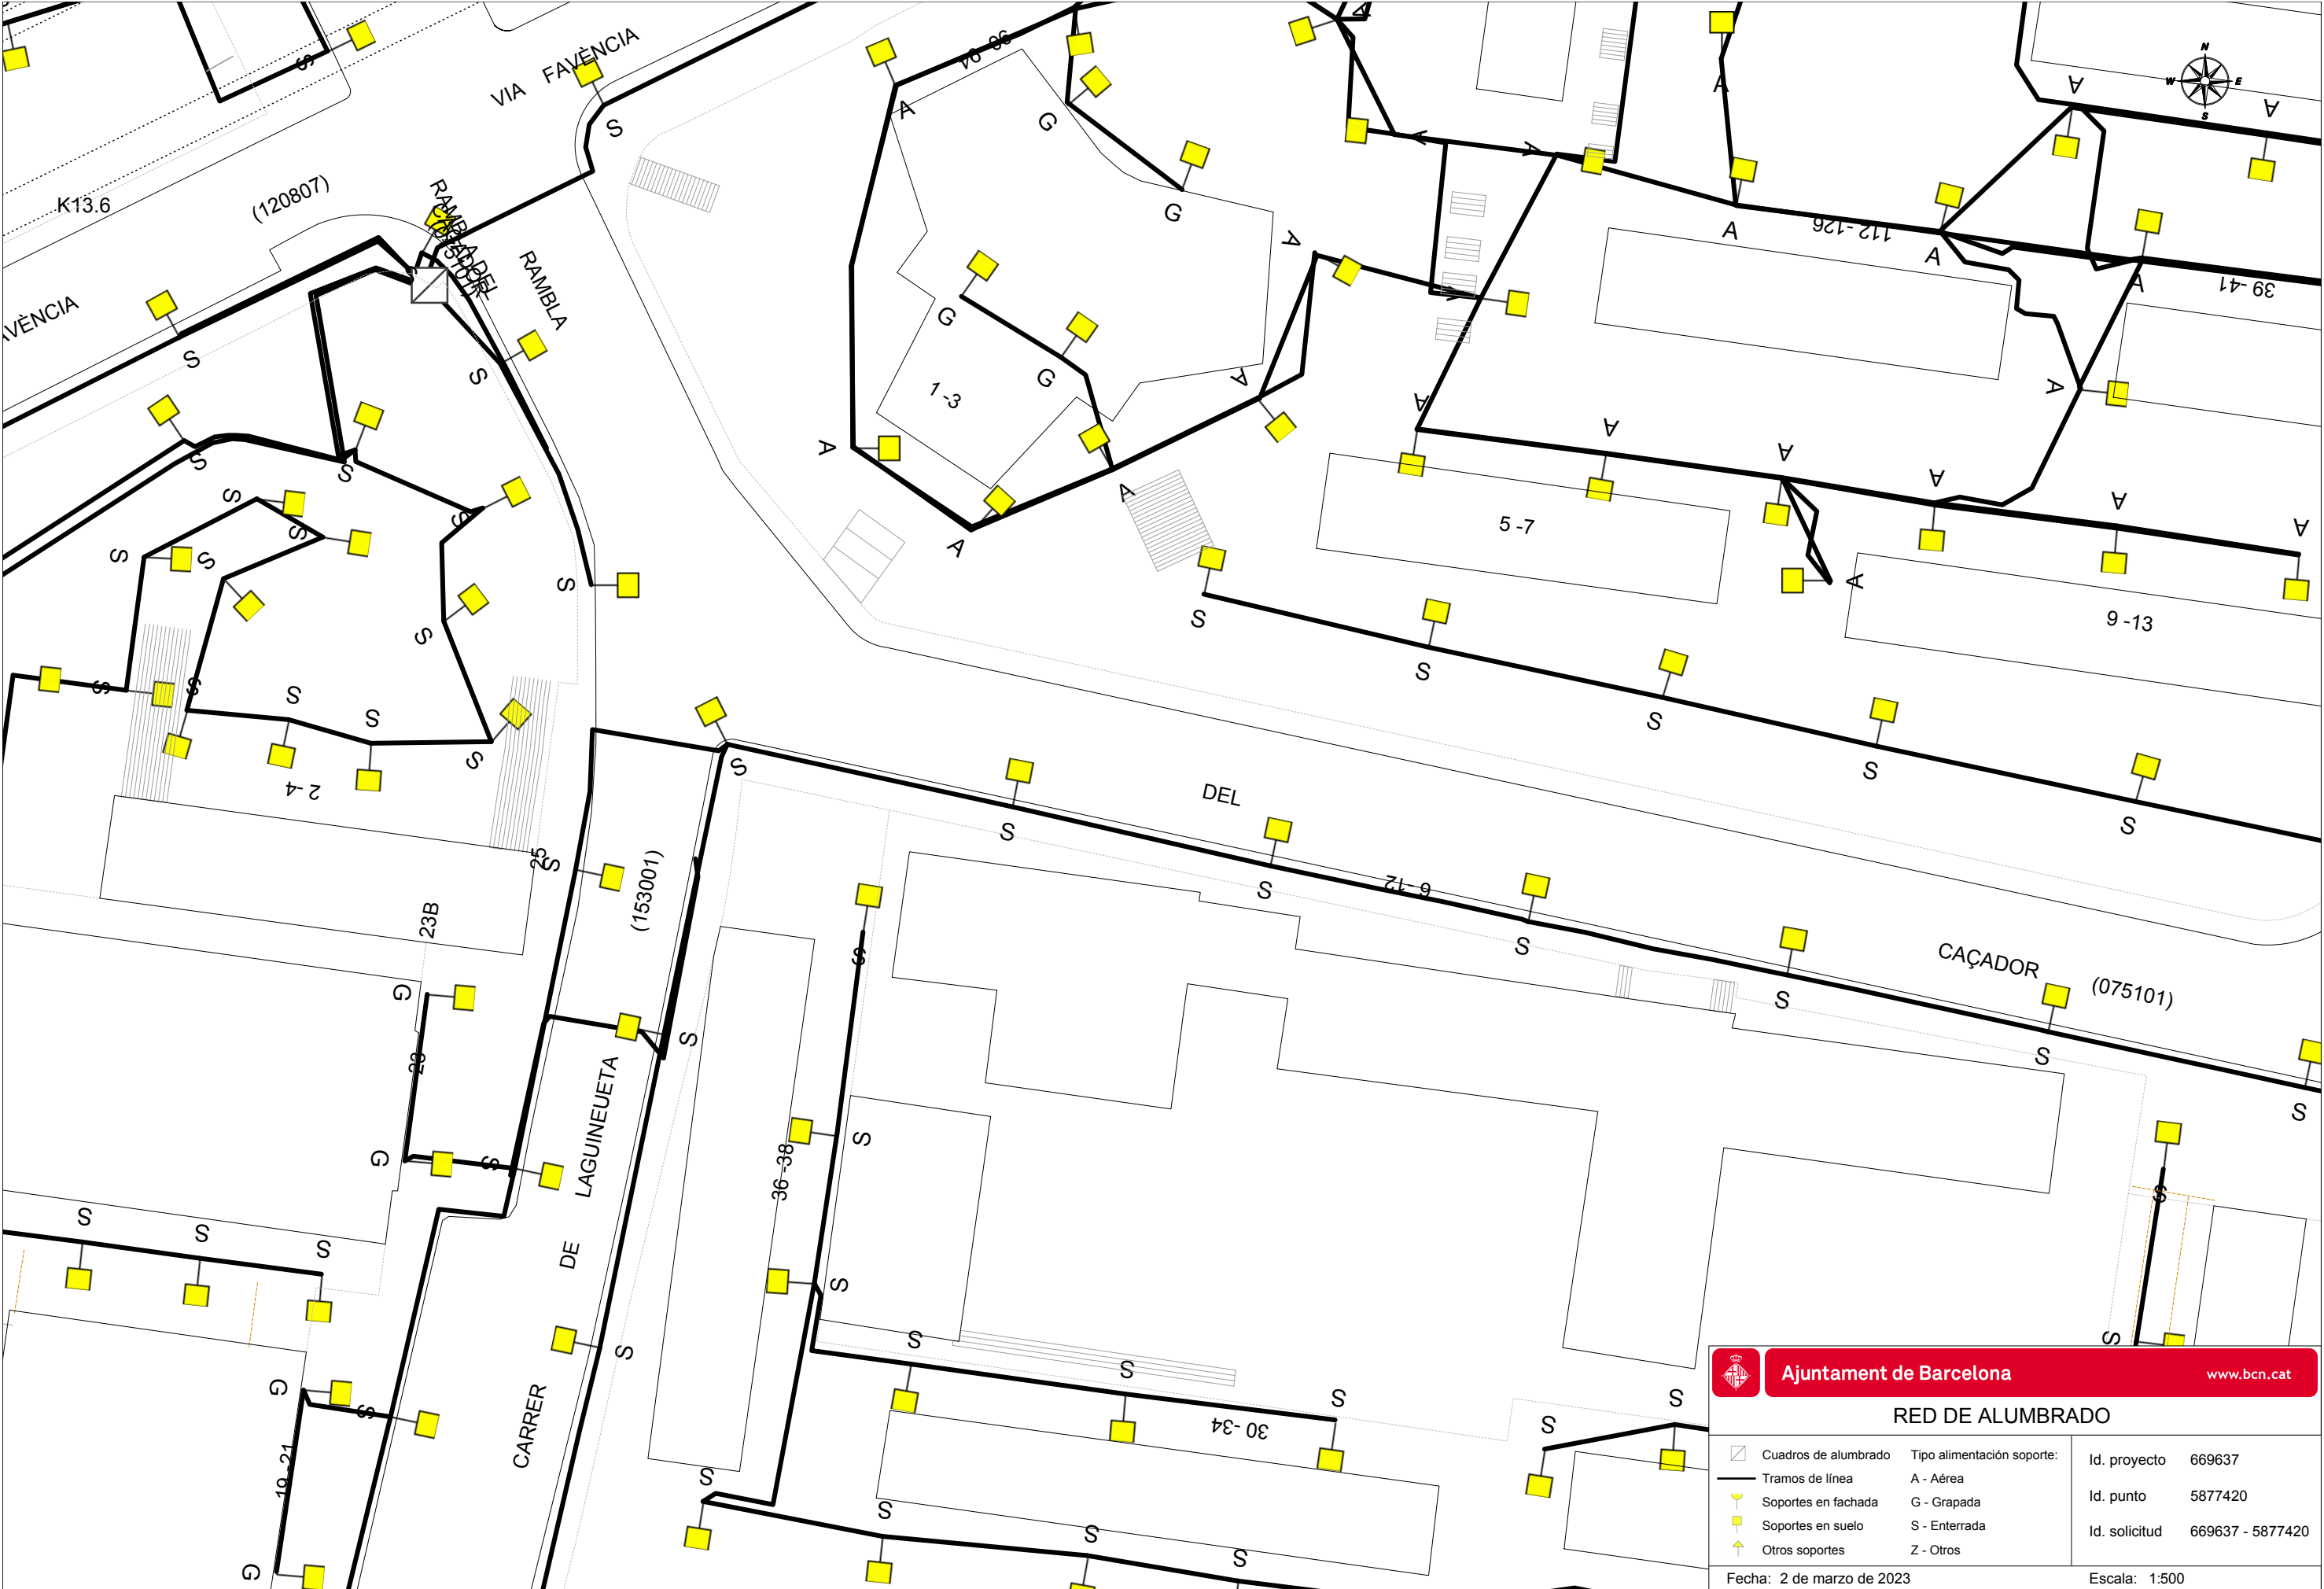 VIA FAVÈNCIA
90 -94
N
W E
S
K13.6
(120807)
RAMBLA DEL
CAÇADOR
(075101)
RAMBLA
AVÈNCIA
112 -126
39 -41
1 -3
5 -7
9 -13
2 -4
25
(153001)
DEL
6 -12
CAÇADOR
(075101)
23B
23
LAGUINEUETA
DE
CARRER
36 -38
30 -34
19 -21
A
G
S
Ajuntament de Barcelona
www.bcn.cat
RED DE ALUMBRADO
Cuadros de alumbrado
Tramos de línea
Soportes en fachada
Soportes en suelo
Otros soportes
Tipo alimentación soporte:
A - Aérea
G - Grapada
S - Enterrada
Z - Otros
Id. proyecto 669637
Id. punto 5877420
Id. solicitud 669637 - 5877420
Fecha: 2 de marzo de 2023
Escala: 1:500